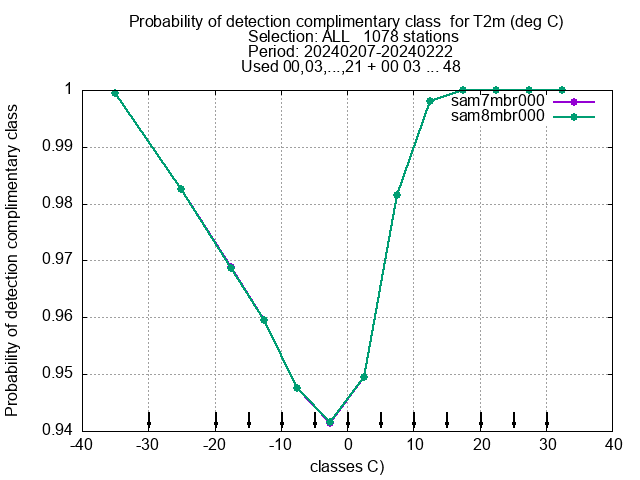 Probability of detection complimentary class  for T2m (deg C)
Selection: ALL   1078 stations
Period: 20240207-20240222
Used 00,03,...,21 + 00 03 ... 48
Probability of detection complimentary class
1
0.99
0.98
0.97
0.96
0.95
0.94
sam7mbr000
sam8mbr000
-40 -30 -20 -10 0 10 20 30 40
classes C)